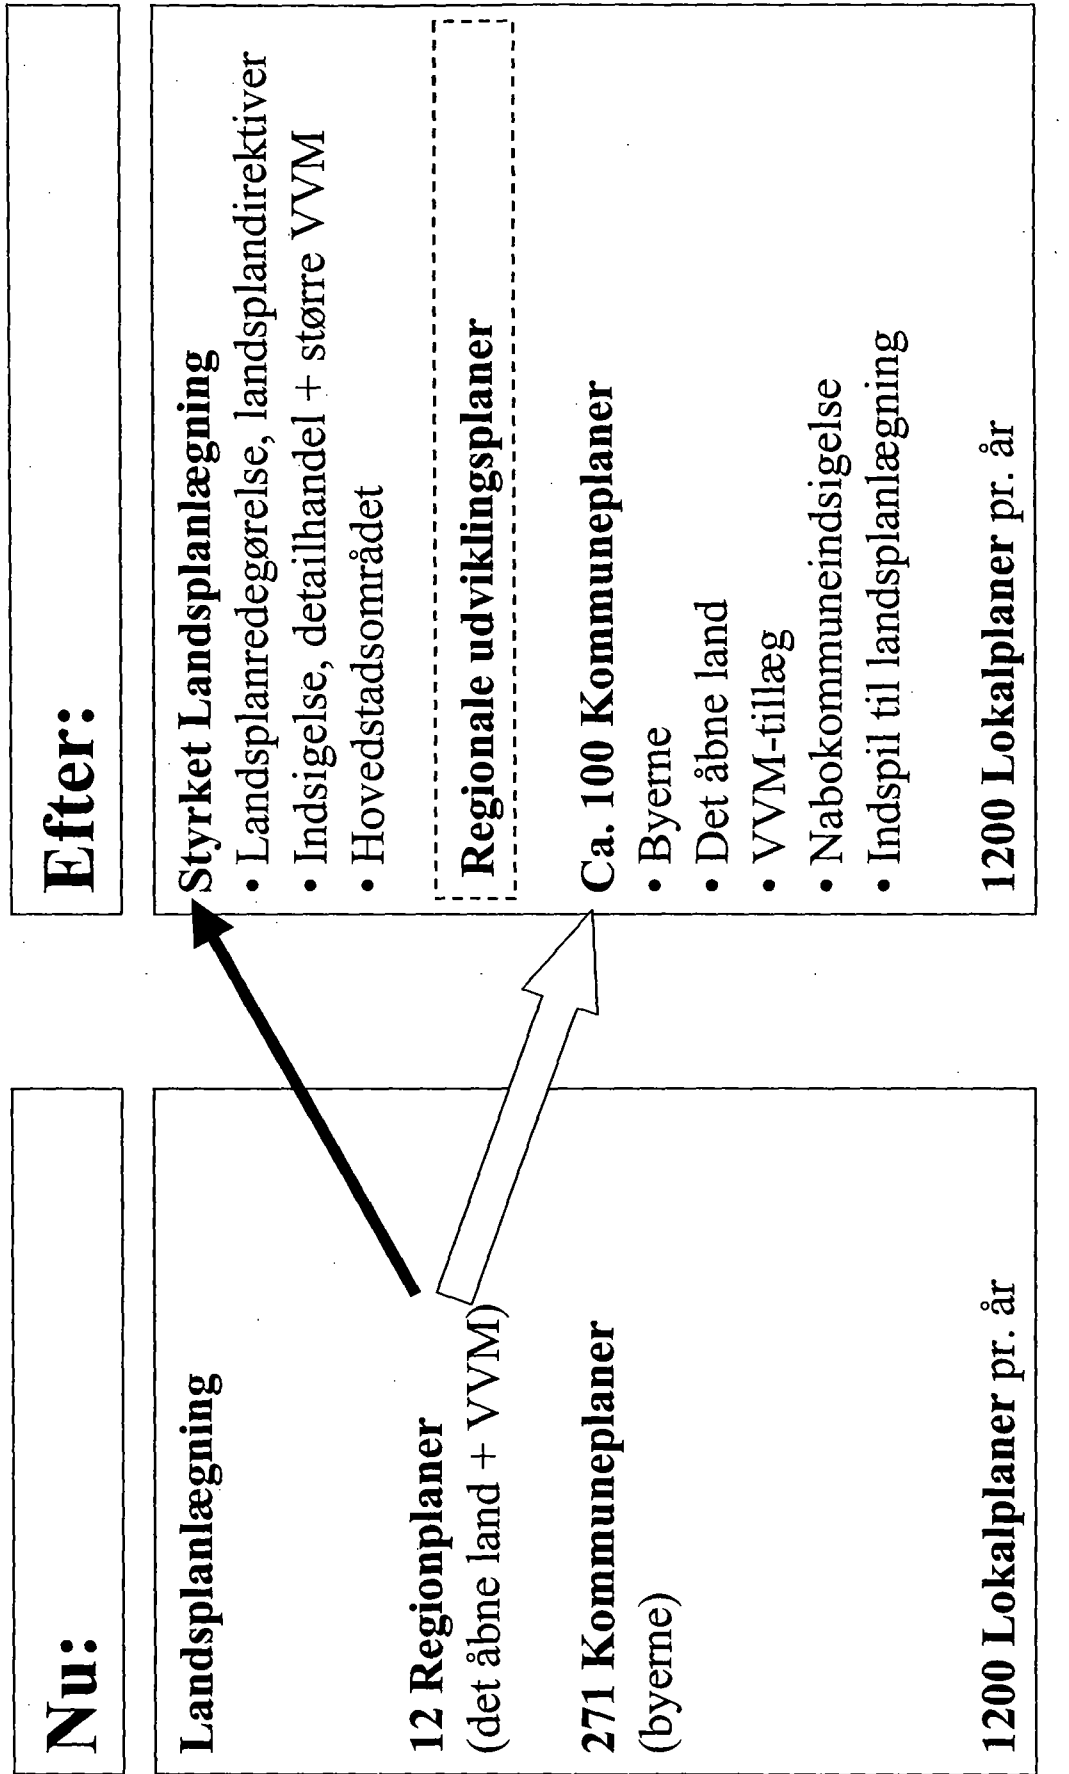 Nu:
Landsplanlægning
12 Regionplaner
(det åbne land + VVM)
271 Kommuneplaner
(byerne)
1200 Lokalplaner pr. år
Efter:
Styrket Landsplanlægning
• Landsplanredegørelse, landsplandirektiver
• Indsigelse, detailhandel + større VVM
• Hovedstadsområdet
Regionale udviklingsplaner
Ca. 100 Kommuneplaner
• Byerne
• Det åbne land
• VVM-tillæg
• Nabokommuneindsigelse
• Indspil til landsplanlægning
1200 Lokalplaner pr. år